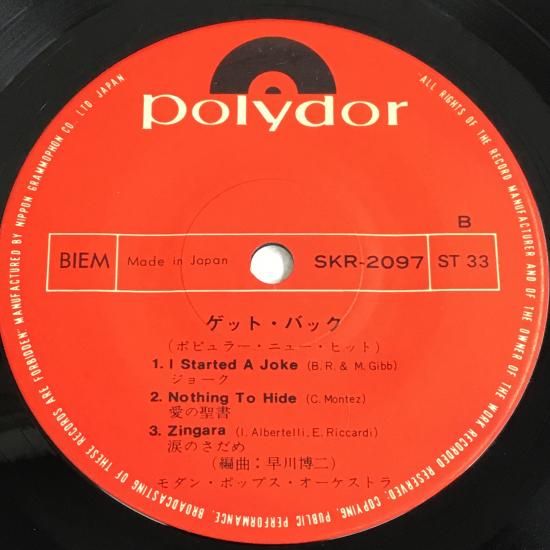 polydor
B
BIEM Made in Japan SKR-2097 ST 33
ゲット・バック
(ポピュラー・ニュー・ヒット)
1. I Started A Joke (B. R. & M. Gibb)
ジョーク
2. Nothing To Hide (C. Montez)
愛の聖書
3. Zingara (I. Albertelli, E. Riccardi)
涙のさだめ
(編曲:早川博二)
モダン・ポップス・オーケストラ
MANUFACTURED BY NIPPON GRAMMOPHON CO. LTD. JAPAN
ALL RIGHTS OF THE RECORD MANUFACTURER AND OF THE OWNER OF THE WORK RECORDED RESERVED; COPYING, PUBLIC PERFORMANCE, BROADCASTING OF THESE RECORDS ARE FORBIDDEN